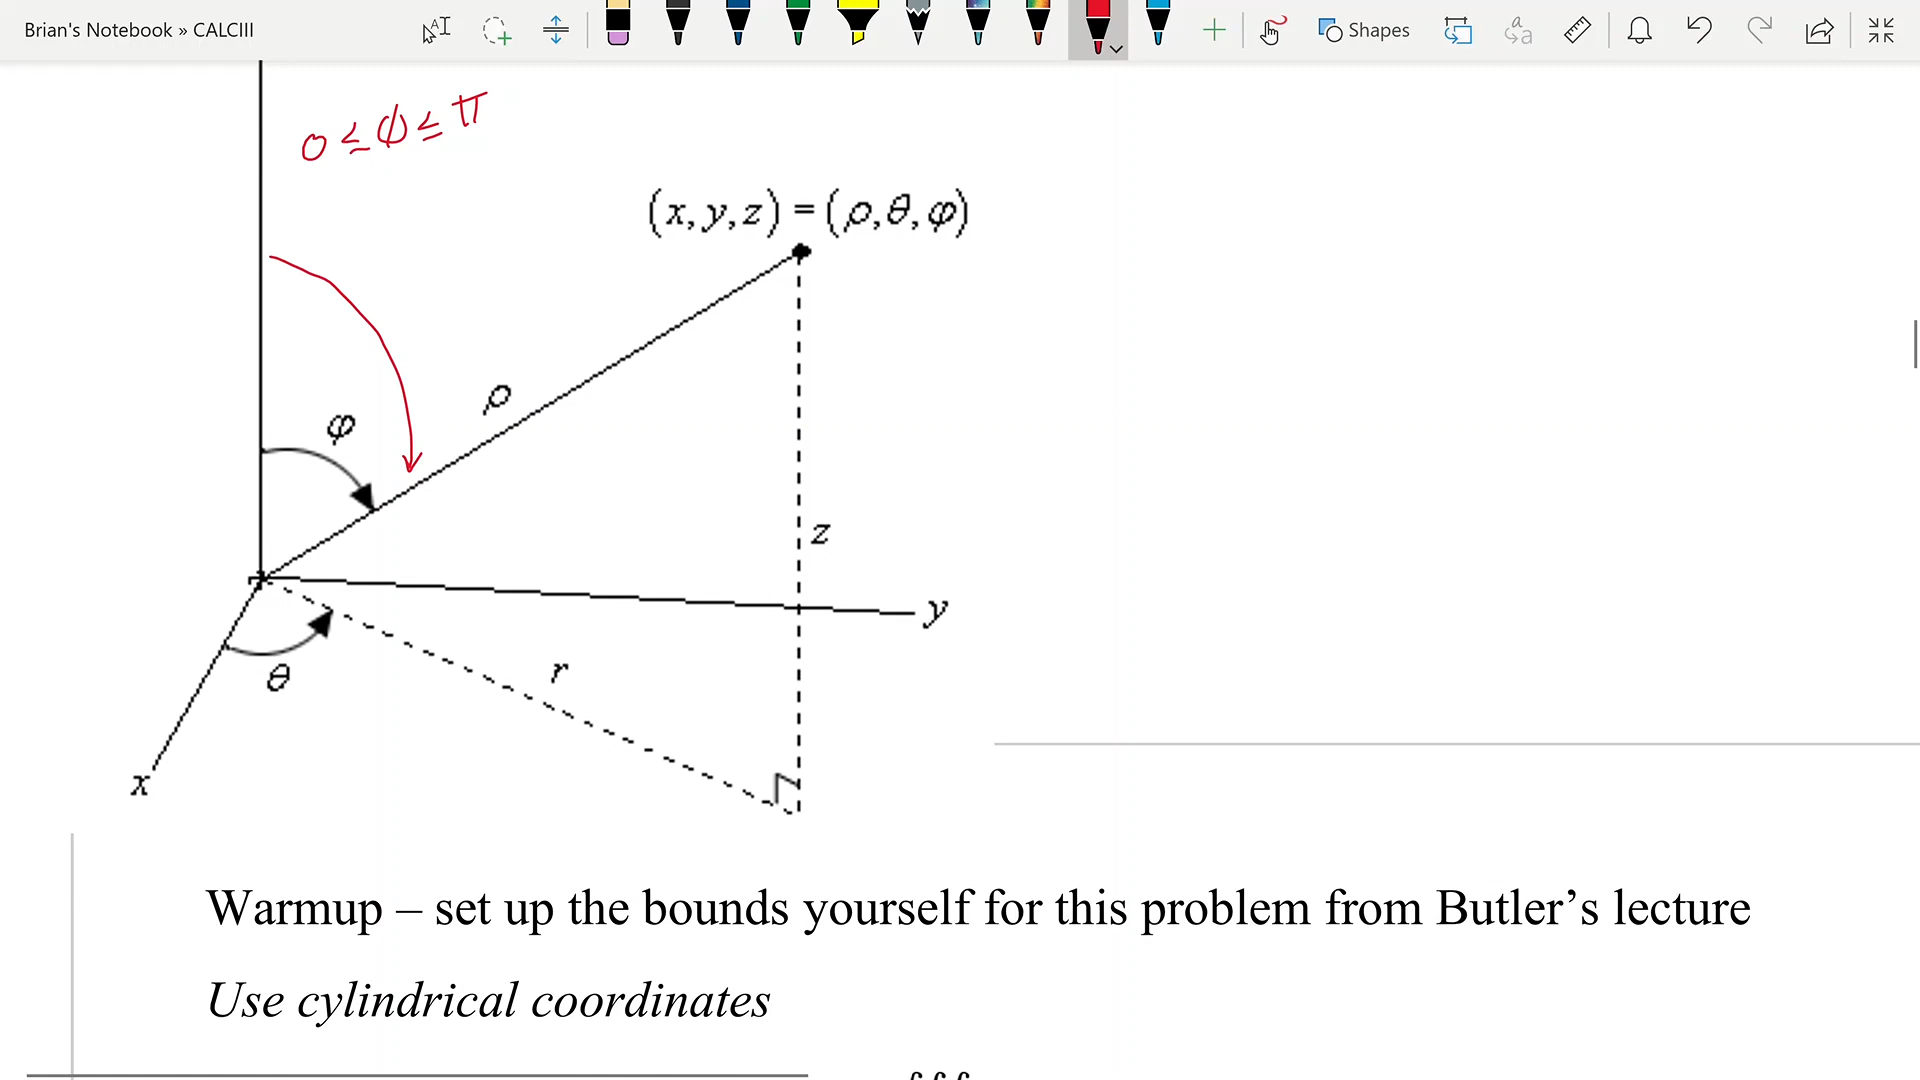 Brian's Notebook » CALCIII
Shapes
0 ≤ ϕ ≤ π
(x, y, z) = (ρ, θ, φ)
ρ
φ
z
y
r
θ
x
Warmup – set up the bounds yourself for this problem from Butler’s lecture
Use cylindrical coordinates